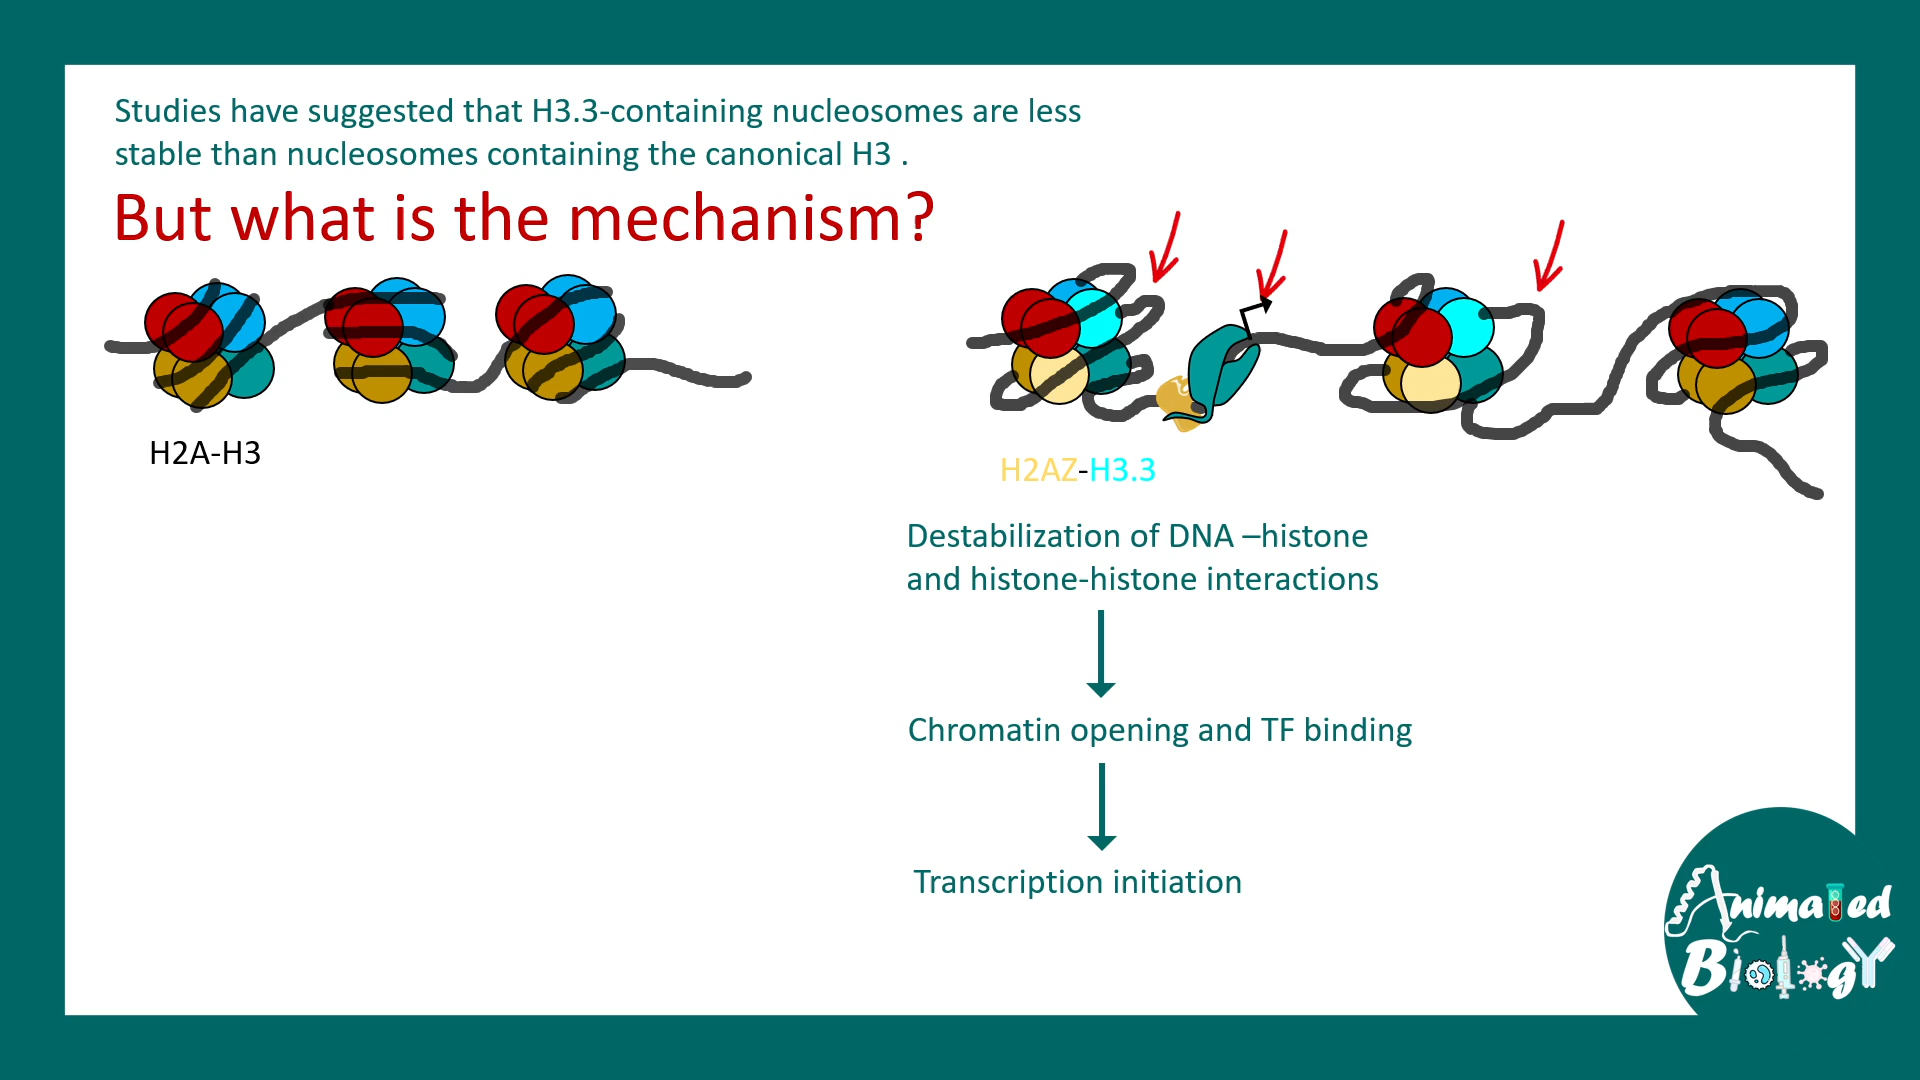 Studies have suggested that H3.3-containing nucleosomes are less
stable than nucleosomes containing the canonical H3 .
But what is the mechanism?
H2A-H3
H2AZ-H3.3
Destabilization of DNA –histone
and histone-histone interactions
Chromatin opening and TF binding
Transcription initiation
Animated
Biology